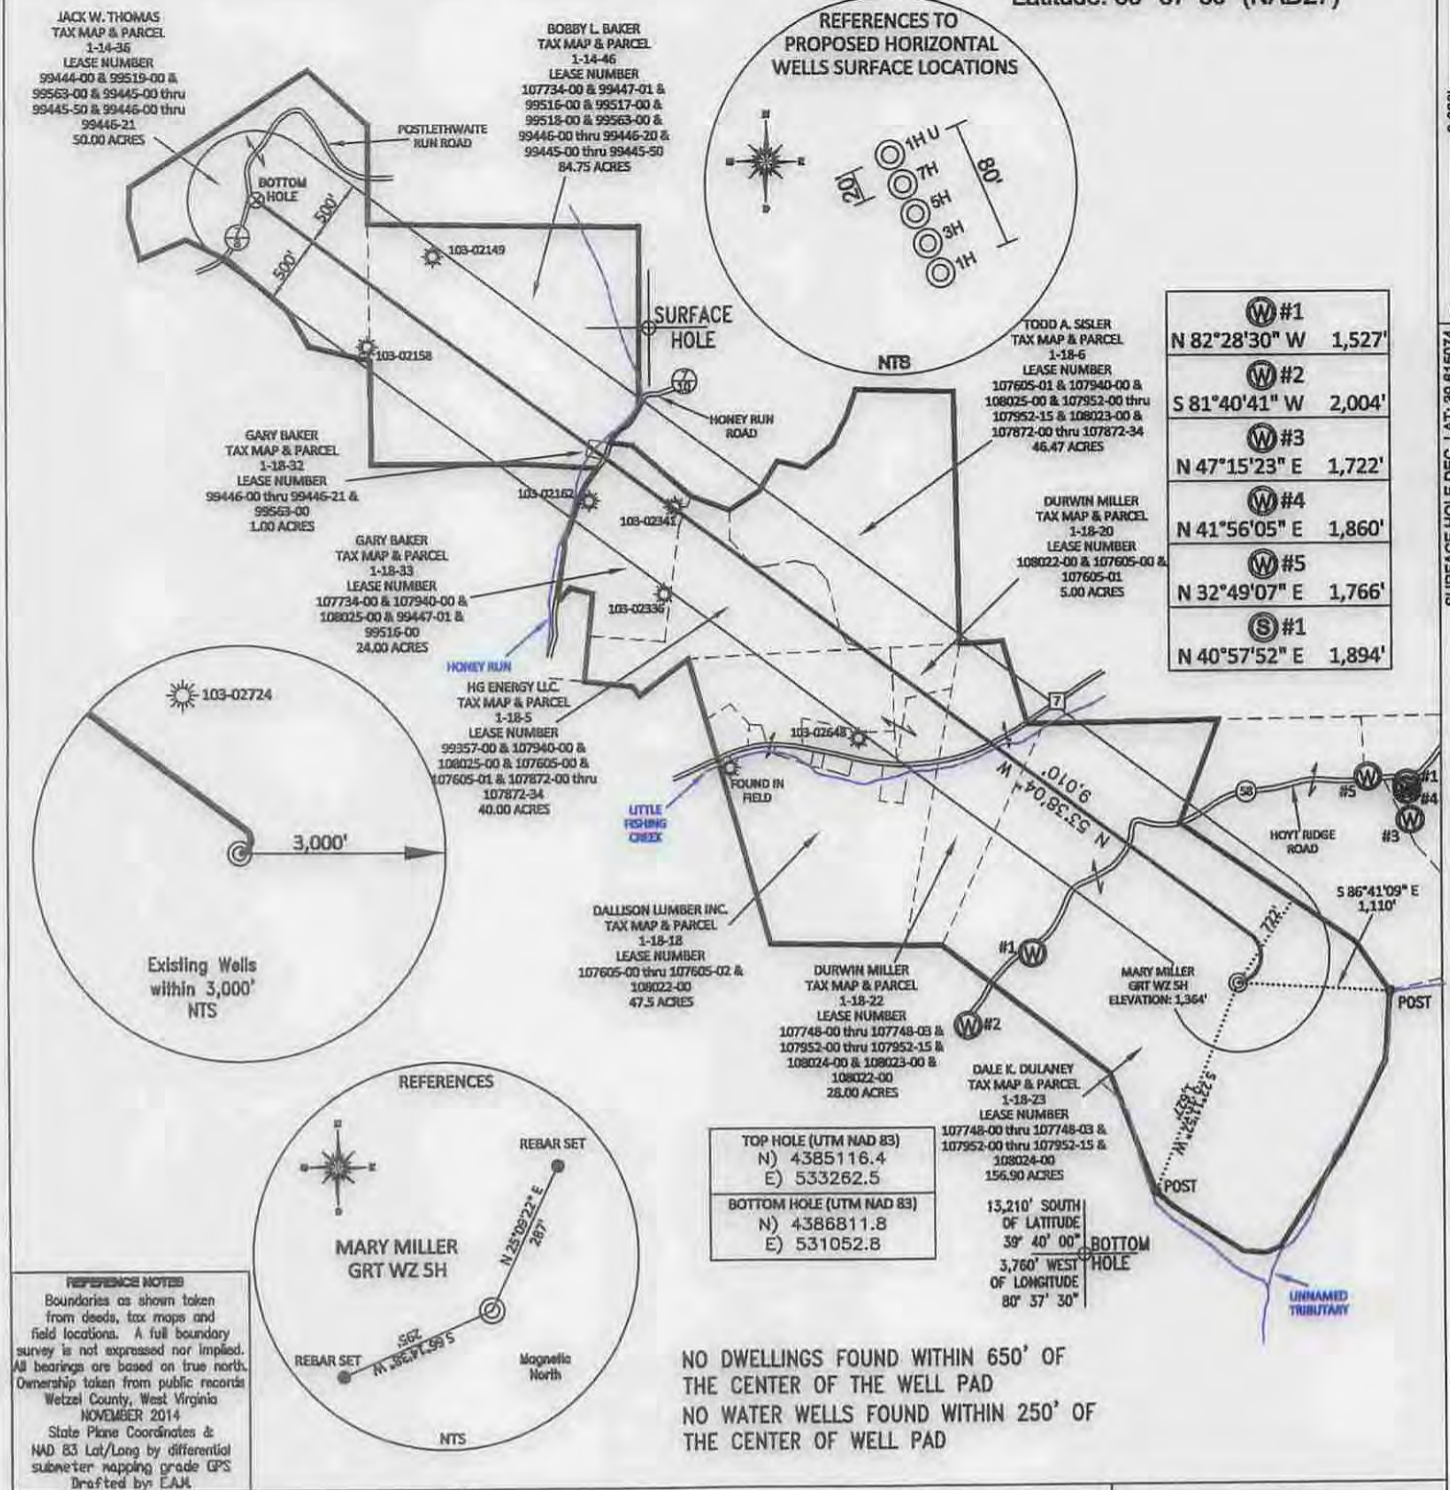 JACK W. THOMAS
TAX MAP & PARCEL
1-14-36
LEASE NUMBER
99444-00 & 99519-00 &
99563-00 & 99445-00 thru
99445-50 & 99446-00 thru
99446-21
50.00 ACRES
BOBBY L. BAKER
TAX MAP & PARCEL
1-14-46
LEASE NUMBER
107734-00 & 99447-01 &
99516-00 & 99517-00 &
99518-00 & 99563-00 &
99446-00 thru 99446-20 &
99445-00 thru 99445-50
84.75 ACRES
POSTLETHWAITE
RUN ROAD
BOTTOM
HOLE
500'
500'
7
8
103-02149
103-02158
REFERENCES TO
PROPOSED HORIZONTAL
WELLS SURFACE LOCATIONS
1H U
7H
5H
3H
1H
20'
80'
NTS
SURFACE
HOLE
7
10
HONEY RUN
ROAD
TODD A. SISLER
TAX MAP & PARCEL
1-18-6
LEASE NUMBER
107605-01 & 107940-00 &
108025-00 & 107952-00 thru
107952-15 & 108023-00 &
107872-00 thru 107872-34
46.47 ACRES
W #1
N 82°28'30" W 1,527'
W #2
S 81°40'41" W 2,004'
W #3
N 47°15'23" E 1,722'
W #4
N 41°56'05" E 1,860'
W #5
N 32°49'07" E 1,766'
S #1
N 40°57'52" E 1,894'
GARY BAKER
TAX MAP & PARCEL
1-18-32
LEASE NUMBER
99446-00 thru 99446-21 &
99563-00
1.00 ACRES
103-02162
103-02341
103-02336
GARY BAKER
TAX MAP & PARCEL
1-18-33
LEASE NUMBER
107734-00 & 107940-00 &
108025-00 & 99447-01 &
99516-00
24.00 ACRES
DURWIN MILLER
TAX MAP & PARCEL
1-18-20
LEASE NUMBER
108022-00 & 107605-00 &
107605-01
5.00 ACRES
HONEY RUN
HG ENERGY LLC.
TAX MAP & PARCEL
1-18-5
LEASE NUMBER
99357-00 & 107940-00 &
108025-00 & 107605-00 &
107605-01 & 107872-00 thru
107872-34
40.00 ACRES
103-02724
3,000'
Existing Wells
within 3,000'
NTS
103-02648
FOUND IN
FIELD
LITTLE
FISHING
CREEK
7
N 53°38'04" W
9,010'
58
HOYT RIDGE
ROAD
W
#5
#1
#4
W
#3
S 86°41'09" E
1,110'
722'
DALLISON LUMBER INC.
TAX MAP & PARCEL
1-18-18
LEASE NUMBER
107605-00 thru 107605-02 &
108022-00
47.5 ACRES
DURWIN MILLER
TAX MAP & PARCEL
1-18-22
LEASE NUMBER
107748-00 thru 107748-03 &
107952-00 thru 107952-15 &
108024-00 & 108023-00 &
108022-00
28.00 ACRES
#1 W
W #2
MARY MILLER
GRT WZ 5H
ELEVATION: 1,364'
POST
DALE K. DULANEY
TAX MAP & PARCEL
1-18-23
LEASE NUMBER
107748-00 thru 107748-03 &
107952-00 thru 107952-15 &
108024-00
156.90 ACRES
POST
UNNAMED
TRIBUTARY
REFERENCES
REBAR SET
N 25°09'22" E
287'
MARY MILLER
GRT WZ 5H
S 66°14'38" W
295'
REBAR SET
Magnetic
North
NTS
TOP HOLE (UTM NAD 83)
N) 4385116.4
E) 533262.5
BOTTOM HOLE (UTM NAD 83)
N) 4386811.8
E) 531052.8
13,210' SOUTH
OF LATITUDE
39° 40' 00"
3,760' WEST
OF LONGITUDE
80° 37' 30"
BOTTOM
HOLE
REFERENCE NOTES
Boundaries as shown taken
from deeds, tax maps and
field locations. A full boundary
survey is not expressed nor implied.
All bearings are based on true north.
Ownership taken from public records
Wetzel County, West Virginia
NOVEMBER 2014
State Plane Coordinates &
NAD 83 Lat/Long by differential
submeter mapping grade GPS
Drafted by: E.A.M.
NO DWELLINGS FOUND WITHIN 650' OF
THE CENTER OF THE WELL PAD
NO WATER WELLS FOUND WITHIN 250' OF
THE CENTER OF WELL PAD